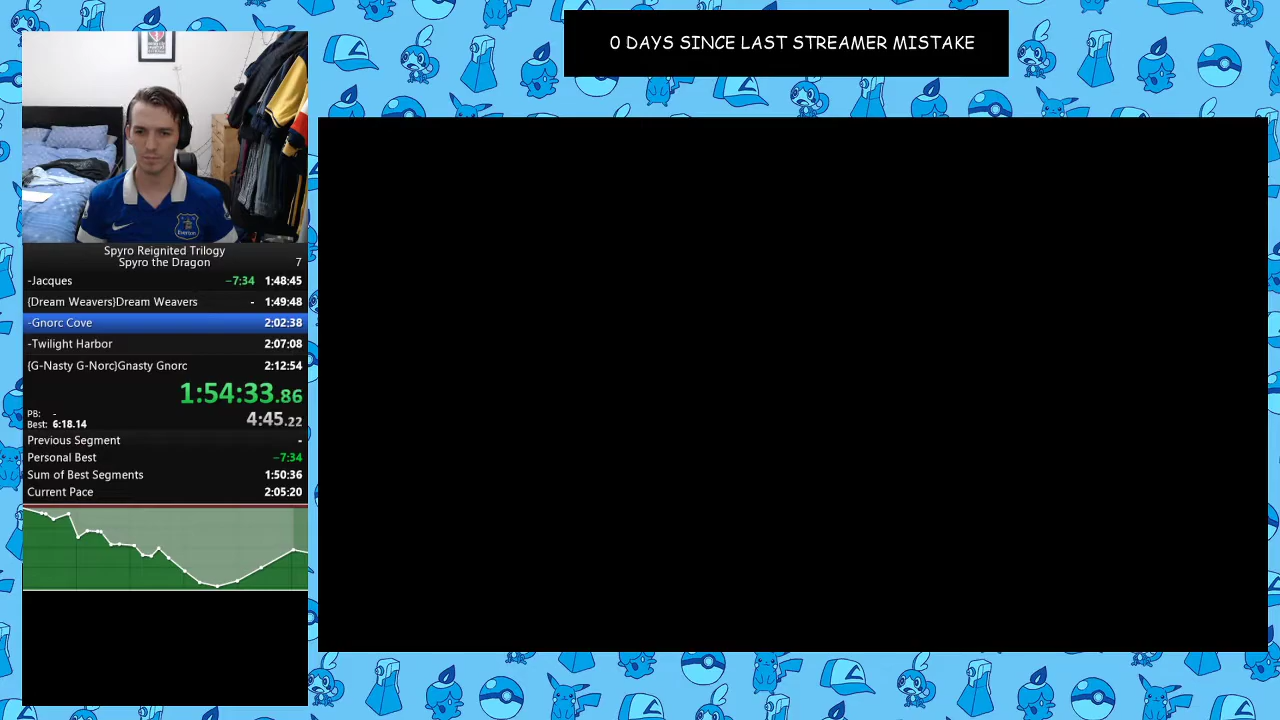 0 DAYS SINCE LAST STREAMER MISTAKE
Spyro Reignited Trilogy
Spyro the Dragon 7
-Jacques -7:34 1:48:45
{Dream Weavers}Dream Weavers - 1:49:48
-Gnorc Cove 2:02:38
-Twilight Harbor 2:07:08
{G-Nasty G-Norc}Gnasty Gnorc 2:12:54
1:54:33.86
PB: -
Best: 6:18.14 4:45.22
Previous Segment -
Personal Best -7:34
Sum of Best Segments 1:50:36
Current Pace 2:05:20
Everton